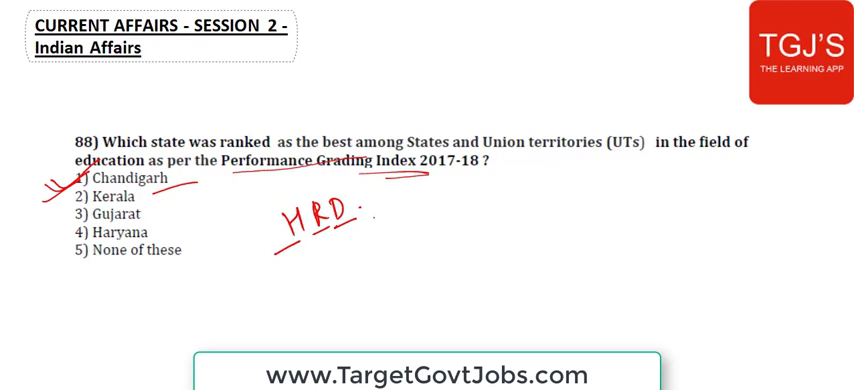 CURRENT AFFAIRS - SESSION 2 -
Indian Affairs
TGJ'S
THE LEARNING APP
88) Which state was ranked as the best among States and Union territories (UTs) in the field of
education as per the Performance Grading Index 2017-18 ?
1) Chandigarh
2) Kerala
3) Gujarat
4) Haryana
5) None of these
HRD.
www.TargetGovtJobs.com